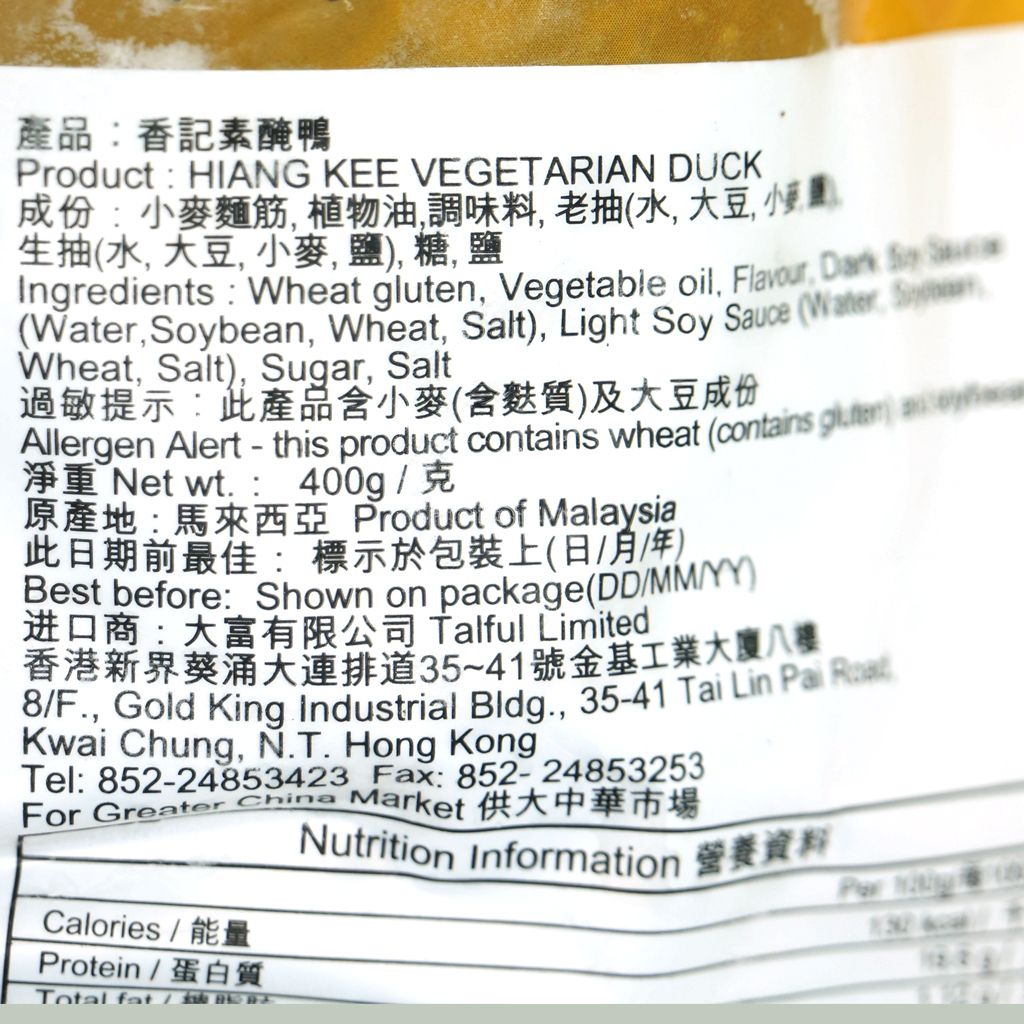 產品：香記素醃鴨
Product : HIANG KEE VEGETARIAN DUCK
成份：小麥麵筋, 植物油,調味料, 老抽(水, 大豆, 小麥, 鹽),
生抽(水, 大豆, 小麥, 鹽), 糖, 鹽
Ingredients : Wheat gluten, Vegetable oil, Flavour, Dark Soy Sauce
(Water,Soybean, Wheat, Salt), Light Soy Sauce (Water, Soybean,
Wheat, Salt), Sugar, Salt
過敏提示：此產品含小麥(含麩質)及大豆成份
Allergen Alert - this product contains wheat (contains gluten)
淨重 Net wt. : 400g / 克
原產地：馬來西亞 Product of Malaysia
此日期前最佳：標示於包裝上(日/月/年)
Best before: Shown on package(DD/MM/YY)
进口商：大富有限公司 Talful Limited
香港新界葵涌大連排道35~41號金基工業大廈八樓
8/F., Gold King Industrial Bldg., 35-41 Tai Lin Pai Road,
Kwai Chung, N.T. Hong Kong
Tel: 852-24853423 Fax: 852- 24853253
For Greater China Market 供大中華市場
Nutrition Information 營養資料
Per 100g
Calories / 能量
Protein / 蛋白質
Total fat /